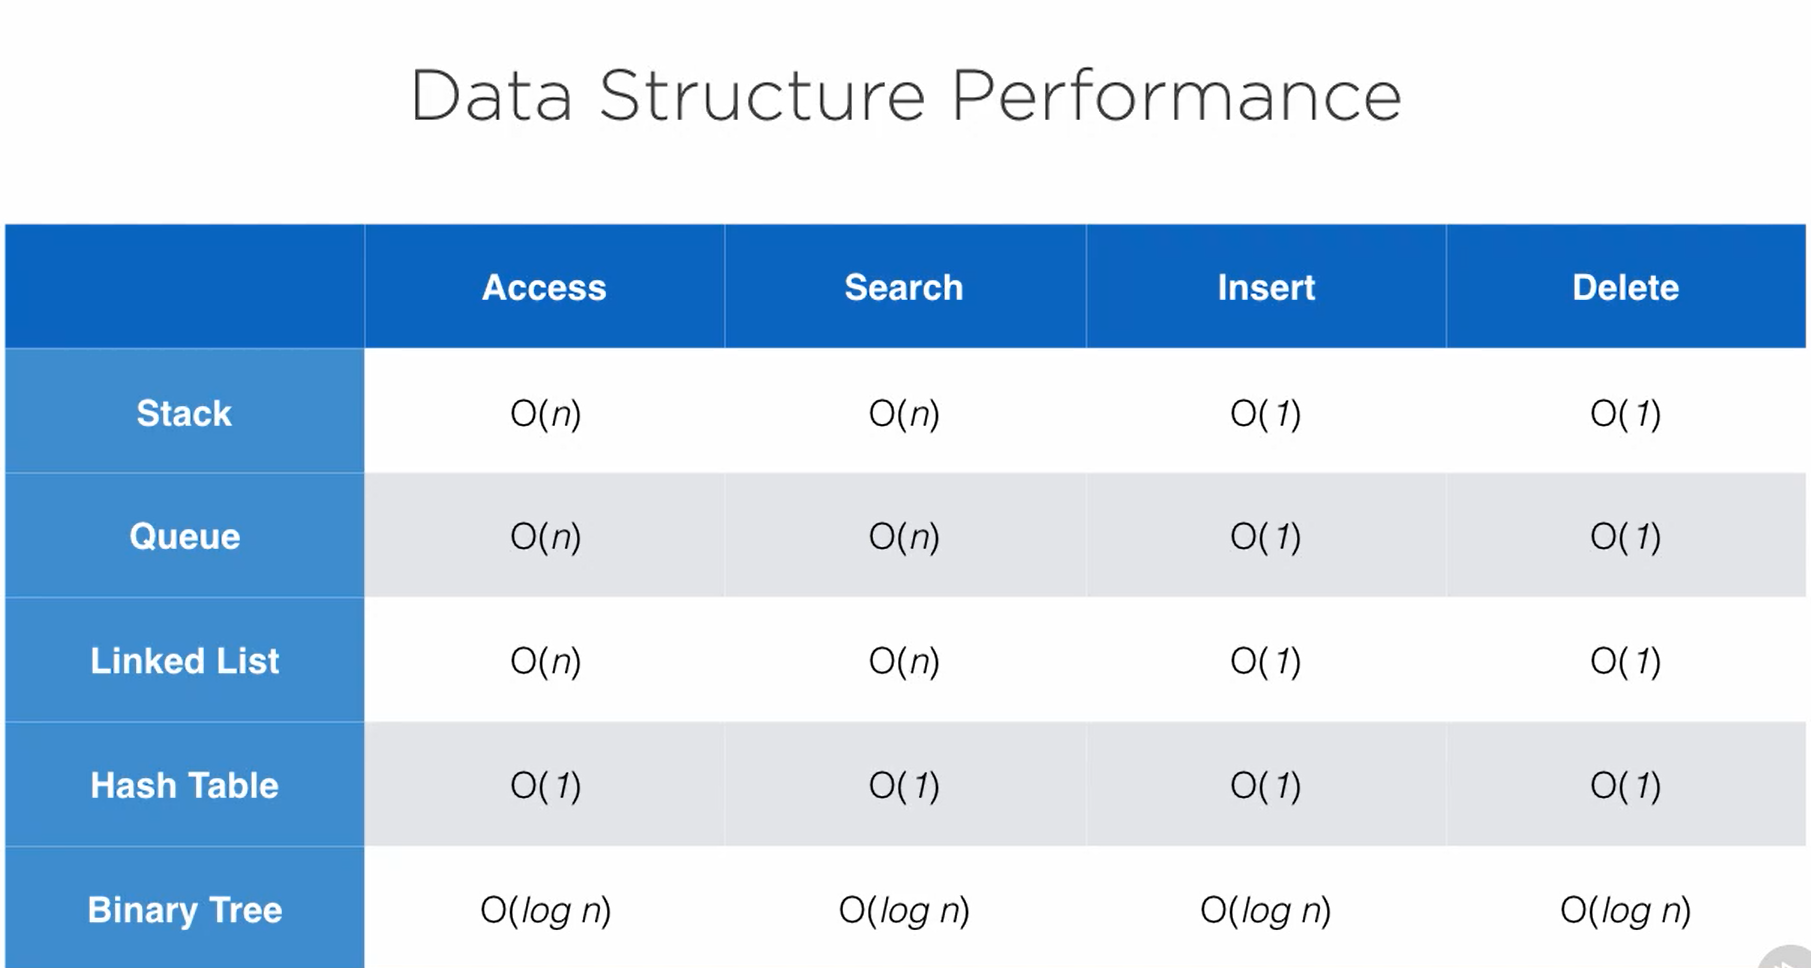 Data Structure Performance
Access Search Insert Delete
Stack O(n) O(n) O(1) O(1)
Queue O(n) O(n) O(1) O(1)
Linked List O(n) O(n) O(1) O(1)
Hash Table O(1) O(1) O(1) O(1)
Binary Tree O(log n) O(log n) O(log n) O(log n)